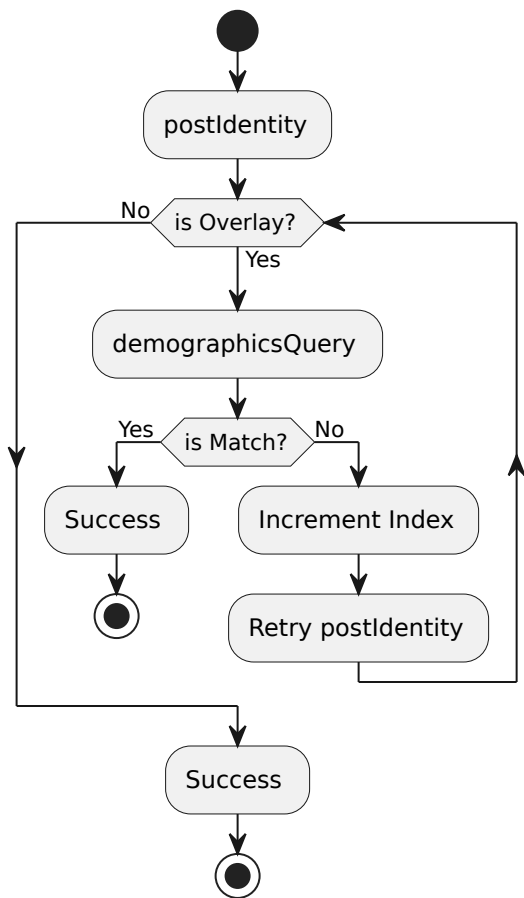 postIdentity
No
is Overlay?
Yes
demographicsQuery
Yes
is Match?
No
Success
Increment Index
Retry postIdentity
Success